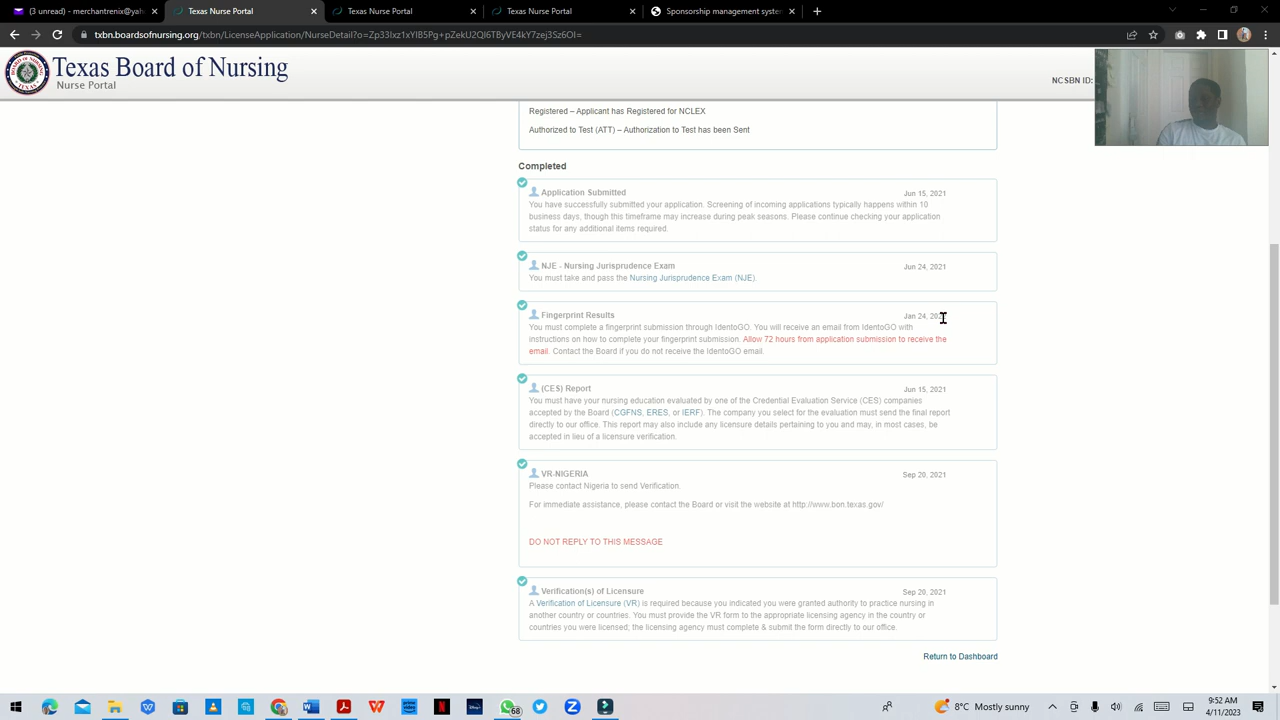 (1 unread) - mbtrain@yah
Texas Nurse Portal
Texas Nurse Portal
Sponsorship management syste
txbn.boardsofnursing.org/txbn/LicenseApplication/NurseDetail?o=Zp33Ixz1xYIB5Pg+pZekU2QI6TByVE4kY7zej3Sz6OI=
Texas Board of Nursing
Nurse Portal
NCSBN ID:
Registered – Applicant has Registered for NCLEX
Authorized to Test (ATT) – Authorization to Test has been Sent
Completed
Application Submitted
Jun 15, 2021
You have successfully submitted your application. Screening of incoming applications typically happens within 10
business days, though this timeframe may increase during peak seasons. Please continue checking your application
status for any additional items required.
NJE - Nursing Jurisprudence Exam
Jun 24, 2021
You must take and pass the Nursing Jurisprudence Exam (NJE).
Fingerprint Results
Jan 24,
You must complete a fingerprint submission through IdentoGO. You will receive an email from IdentoGO with
instructions on how to complete your fingerprint submission. Allow 72 hours from application submission to receive the
email. Contact the Board if you do not receive the IdentoGO email.
(CES) Report
Jun 15, 2021
You must have your nursing education evaluated by one of the Credential Evaluation Service (CES) companies
accepted by the Board (CGFNS, ERES, or IERF). The company you select for the evaluation must send the final report
directly to our office. This report may also include any licensure details pertaining to you and may, in most cases, be
accepted in lieu of a licensure verification.
VR-NIGERIA
Sep 20, 2021
Please contact Nigeria to send Verification.
For immediate assistance, please contact the Board or visit the website at http://www.bon.texas.gov/
DO NOT REPLY TO THIS MESSAGE
Verification(s) of Licensure
Sep 20, 2021
A Verification of Licensure (VR) is required because you indicated you were granted authority to practice nursing in
another country or countries. You must provide the VR form to the appropriate licensing agency in the country or
countries you were licensed; the licensing agency must complete & submit the form directly to our office.
Return to Dashboard
68
8°C Mostly sunny
9:52 AM
4/11/2023